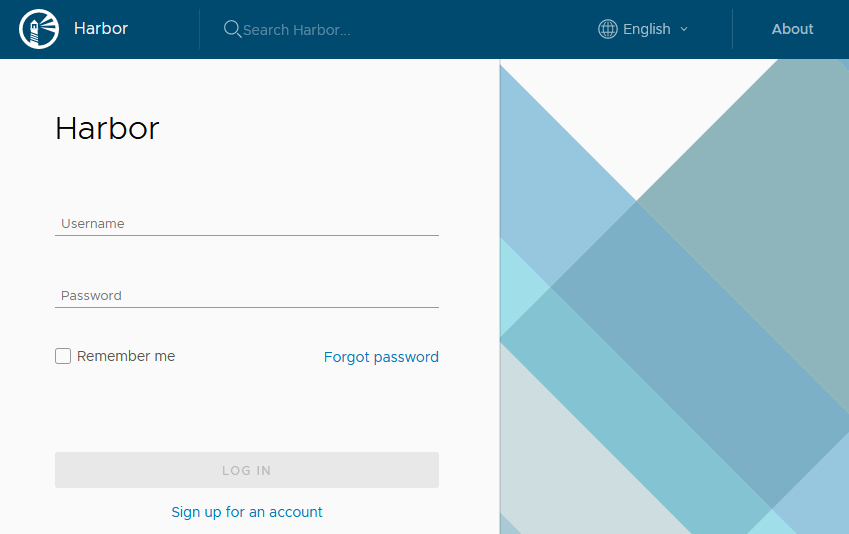 Harbor
Search Harbor...
English
About
Harbor
Username
Password
Remember me
Forgot password
LOG IN
Sign up for an account